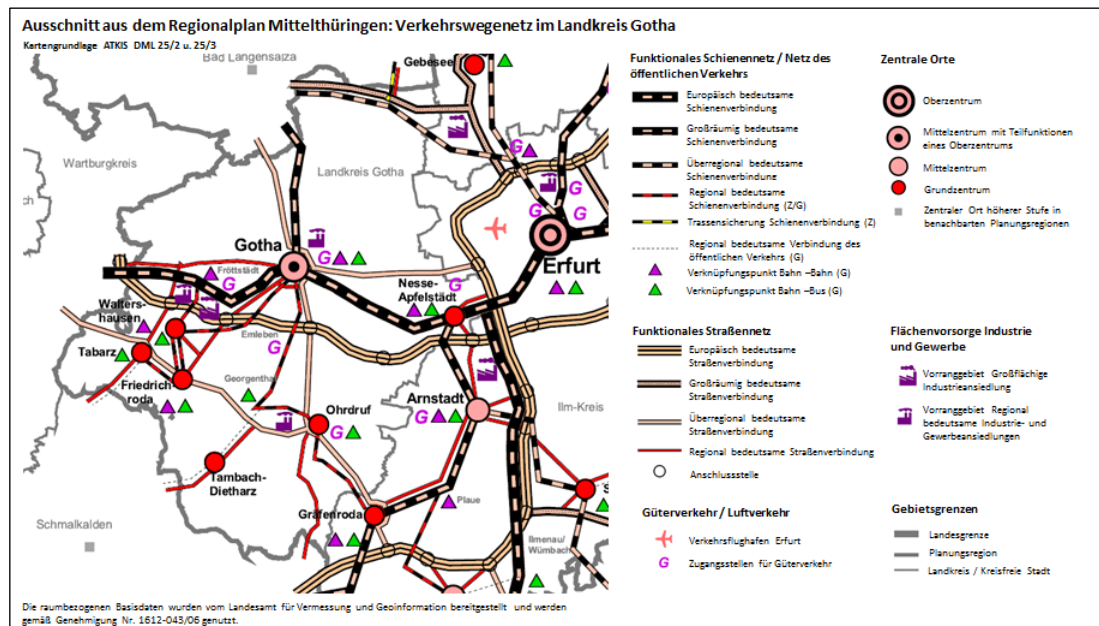 Ausschnitt aus dem Regionalplan Mittelthüringen: Verkehrswegenetz im Landkreis Gotha
Kartengrundlage ATKIS DML 25/2 u. 25/3
Bad Langensalza
Gebesee
Wartburgkreis
Landkreis Gotha
Gotha
G
G
G
G
Fröttstädt
G
Erfurt
Nesse-
Apfelstädt
Walters-
hausen
Emleben
G
Tabarz
Georgenthal
Friedrich-
roda
Ohrdruf
G
Arnstadt
G
Ilm-Kreis
Tambach-
Dietharz
Plaue
Gräfenroda
Schmalkalden
Ilmenau/
Wümbach
Funktionales Schienennetz / Netz des
öffentlichen Verkehrs
Europäisch bedeutsame
Schienenverbindung
Großräumig bedeutsame
Schienenverbindung
Überregional bedeutsame
Schienenverbindung
Regional bedeutsame
Schienenverbindung (Z/G)
Trassensicherung Schienenverbindung (Z)
Regional bedeutsame Verbindung des
öffentlichen Verkehrs (G)
Verknüpfungspunkt Bahn –Bahn (G)
Verknüpfungspunkt Bahn –Bus (G)
Zentrale Orte
Oberzentrum
Mittelzentrum mit Teilfunktionen
eines Oberzentrums
Mittelzentrum
Grundzentrum
Zentraler Ort höherer Stufe in
benachbarten Planungsregionen
Funktionales Straßennetz
Europäisch bedeutsame
Straßenverbindung
Großräumig bedeutsame
Straßenverbindung
Überregional bedeutsame
Straßenverbindung
Regional bedeutsame Straßenverbindung
Anschlussstelle
Flächenvorsorge Industrie
und Gewerbe
Vorranggebiet Großflächige
Industrieansiedlung
Vorranggebiet Regional
bedeutsame Industrie- und
Gewerbeansiedlungen
Güterverkehr / Luftverkehr
Verkehrsflughafen Erfurt
G
Zugangsstellen für Güterverkehr
Gebietsgrenzen
Landesgrenze
Planungsregion
Landkreis / Kreisfreie Stadt
Die raumbezogenen Basisdaten wurden vom Landesamt für Vermessung und Geoinformation bereitgestellt und werden
gemäß Genehmigung Nr. 1612-043/06 genutzt.